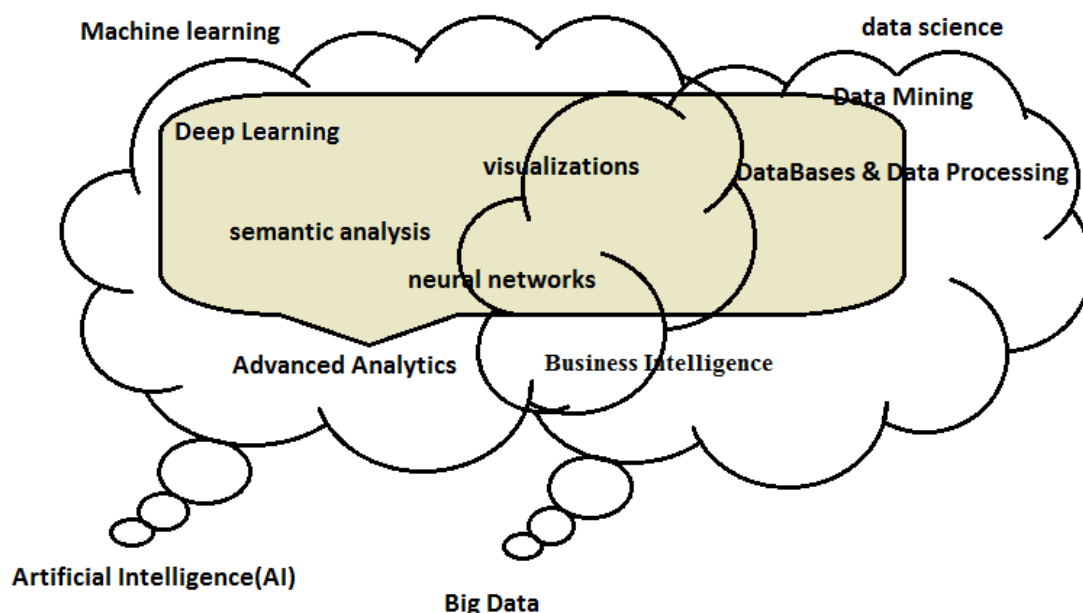 Machine learning
data science
Data Mining
Deep Learning
visualizations
DataBases & Data Processing
semantic analysis
neural networks
Advanced Analytics
Business Intelligence
Artificial Intelligence(AI)
Big Data